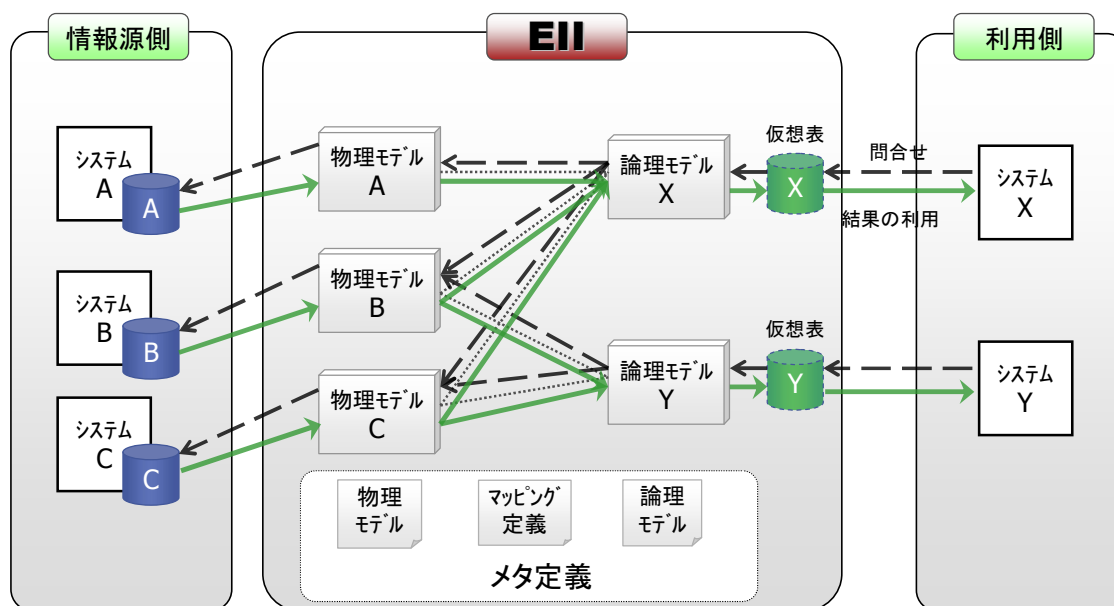 情報源側
EII
利用側
システム
A
A
システム
B
B
システム
C
C
物理モデル
A
物理モデル
B
物理モデル
C
論理モデル
X
論理モデル
Y
仮想表
X
仮想表
Y
問合せ
結果の利用
システム
X
システム
Y
物理
モデル
マッピング
定義
論理
モデル
メタ定義